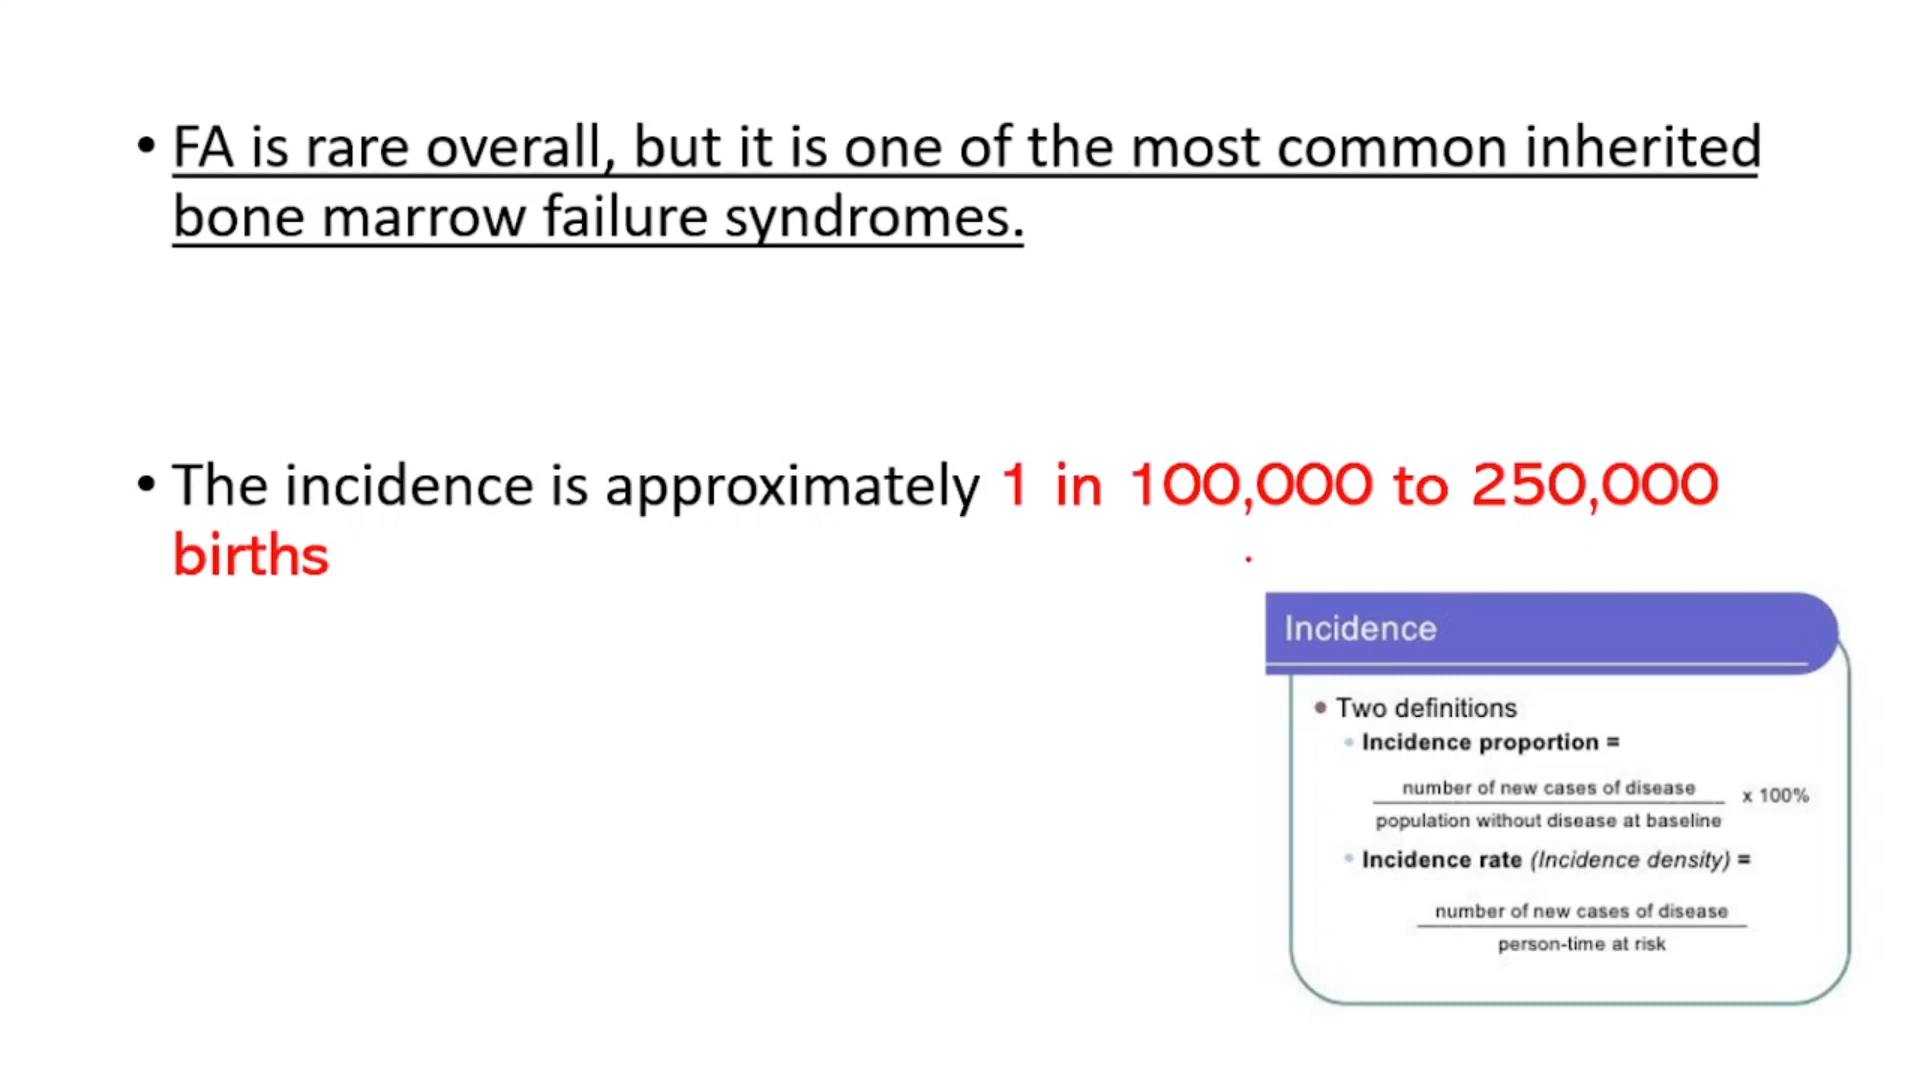 • FA is rare overall, but it is one of the most common inherited
bone marrow failure syndromes.
• The incidence is approximately 1 in 100,000 to 250,000
births
Incidence
• Two definitions
• Incidence proportion =
number of new cases of disease
x 100%
population without disease at baseline
• Incidence rate (Incidence density) =
number of new cases of disease
person-time at risk